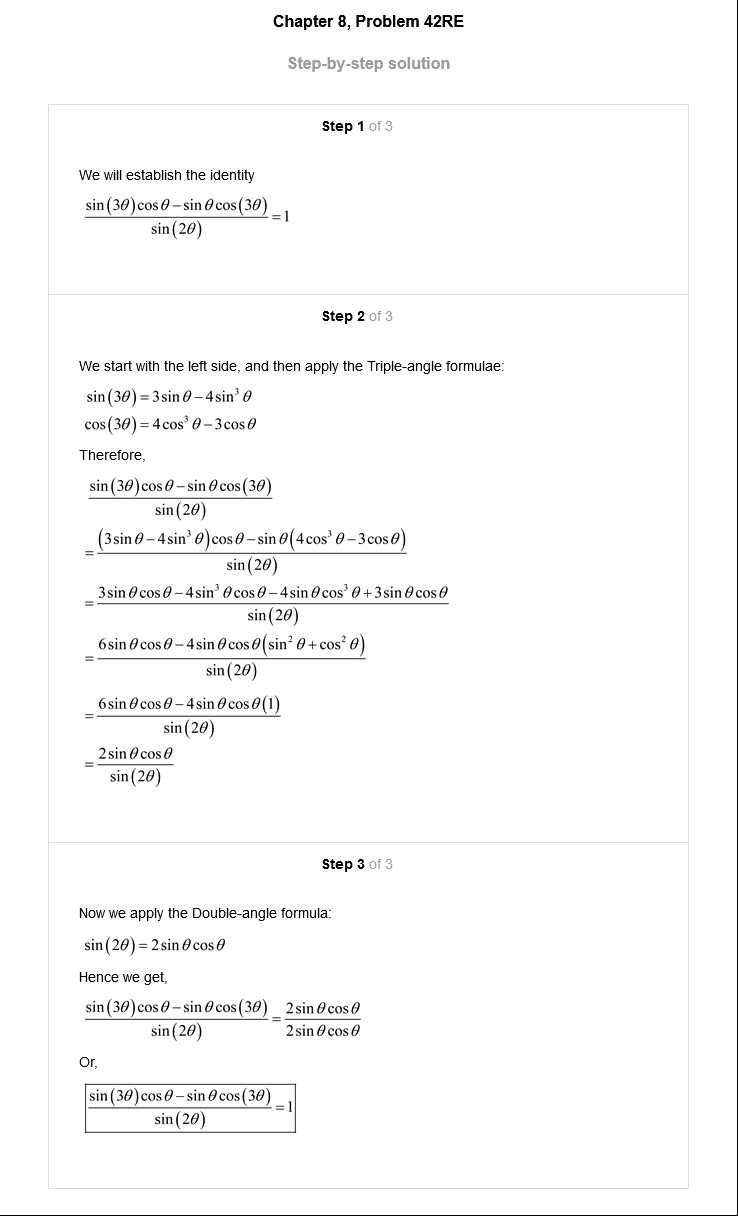 Chapter 8, Problem 42RE
Step-by-step solution
Step 1 of 3
We will establish the identity
\frac{\sin(3\theta)\cos\theta-\sin\theta\cos(3\theta)}{\sin(2\theta)}=1
Step 2 of 3
We start with the left side, and then apply the Triple-angle formulae:
\sin(3\theta)=3\sin\theta-4\sin^3\theta
\cos(3\theta)=4\cos^3\theta-3\cos\theta
Therefore,
\frac{\sin(3\theta)\cos\theta-\sin\theta\cos(3\theta)}{\sin(2\theta)}
=\frac{(3\sin\theta-4\sin^3\theta)\cos\theta-\sin\theta(4\cos^3\theta-3\cos\theta)}{\sin(2\theta)}
=\frac{3\sin\theta\cos\theta-4\sin^3\theta\cos\theta-4\sin\theta\cos^3\theta+3\sin\theta\cos\theta}{\sin(2\theta)}
=\frac{6\sin\theta\cos\theta-4\sin\theta\cos\theta(\sin^2\theta+\cos^2\theta)}{\sin(2\theta)}
=\frac{6\sin\theta\cos\theta-4\sin\theta\cos\theta(1)}{\sin(2\theta)}
=\frac{2\sin\theta\cos\theta}{\sin(2\theta)}
Step 3 of 3
Now we apply the Double-angle formula:
\sin(2\theta)=2\sin\theta\cos\theta
Hence we get,
\frac{\sin(3\theta)\cos\theta-\sin\theta\cos(3\theta)}{\sin(2\theta)}=\frac{2\sin\theta\cos\theta}{2\sin\theta\cos\theta}
Or,
\frac{\sin(3\theta)\cos\theta-\sin\theta\cos(3\theta)}{\sin(2\theta)}=1